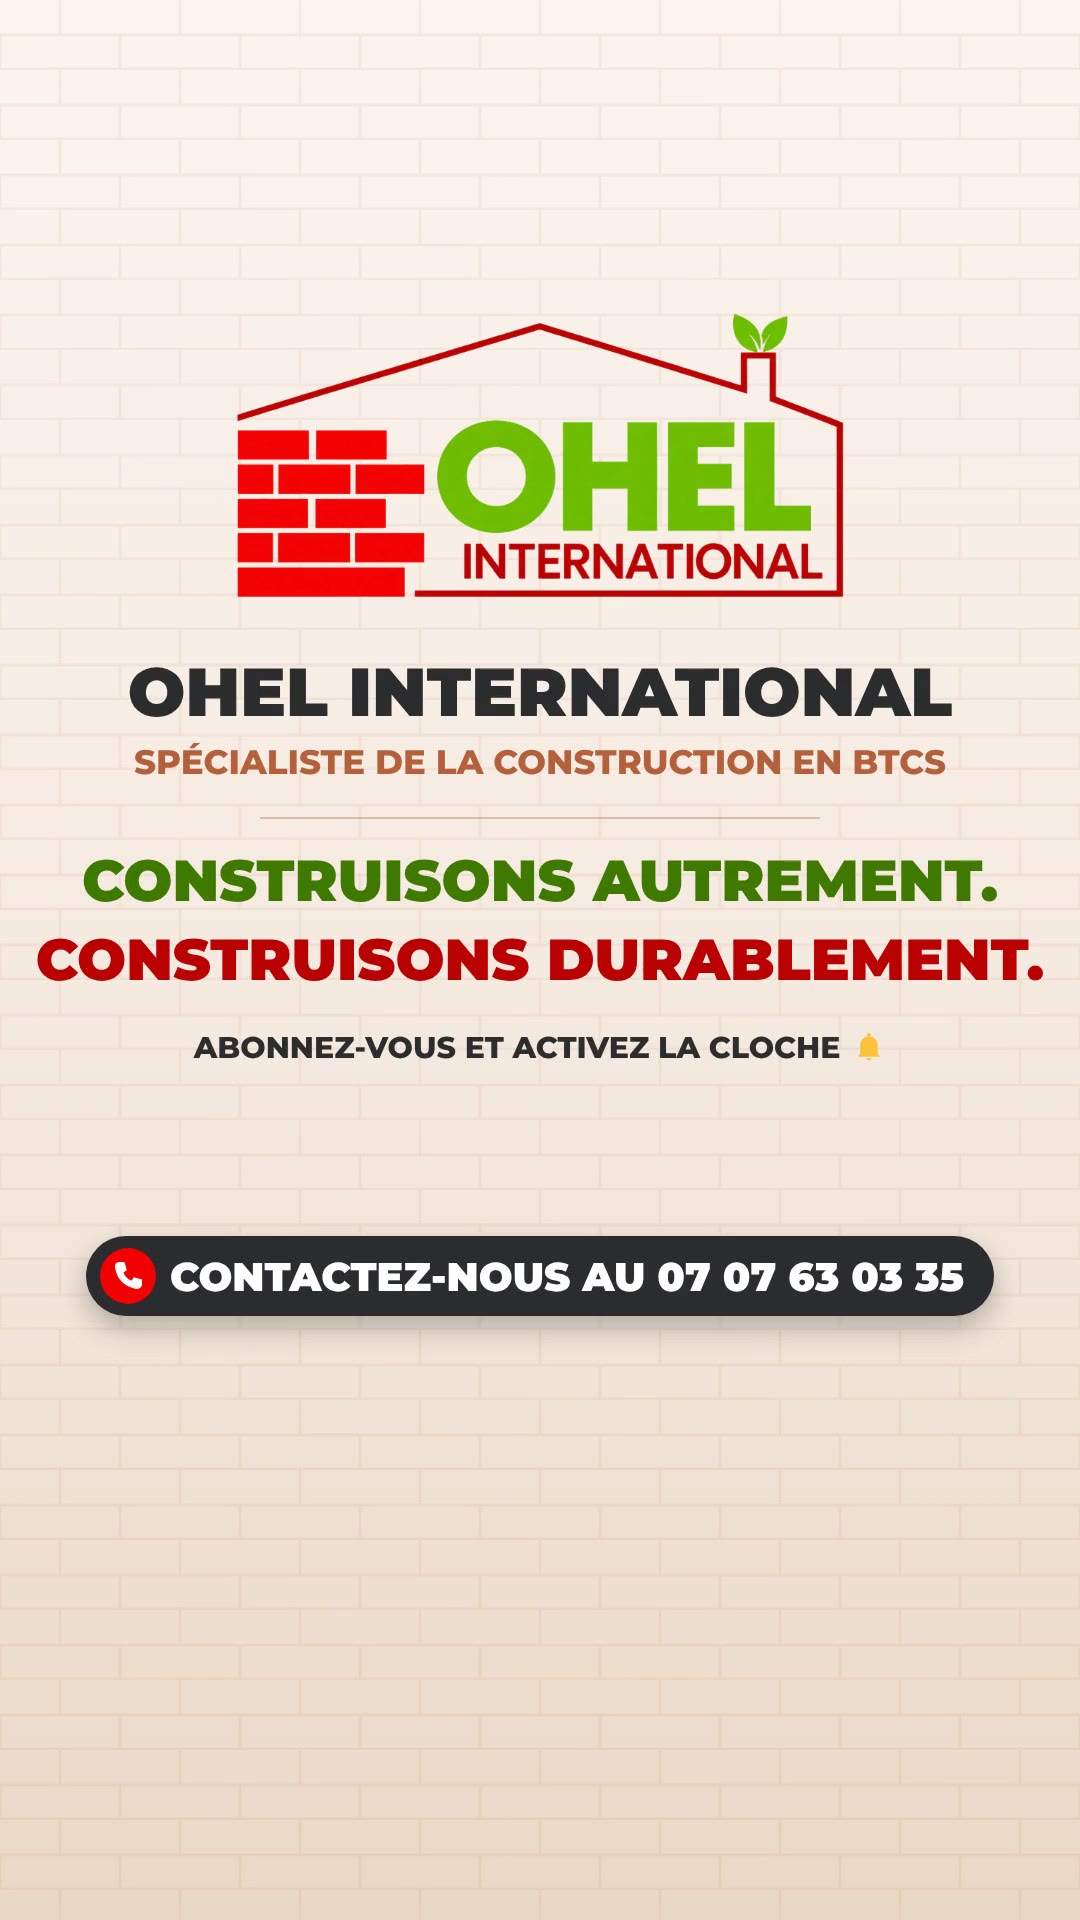 OHEL
INTERNATIONAL
OHEL INTERNATIONAL
SPÉCIALISTE DE LA CONSTRUCTION EN BTCS
CONSTRUISONS AUTREMENT.
CONSTRUISONS DURABLEMENT.
ABONNEZ-VOUS ET ACTIVEZ LA CLOCHE 🔔
CONTACTEZ-NOUS AU 07 07 63 03 35